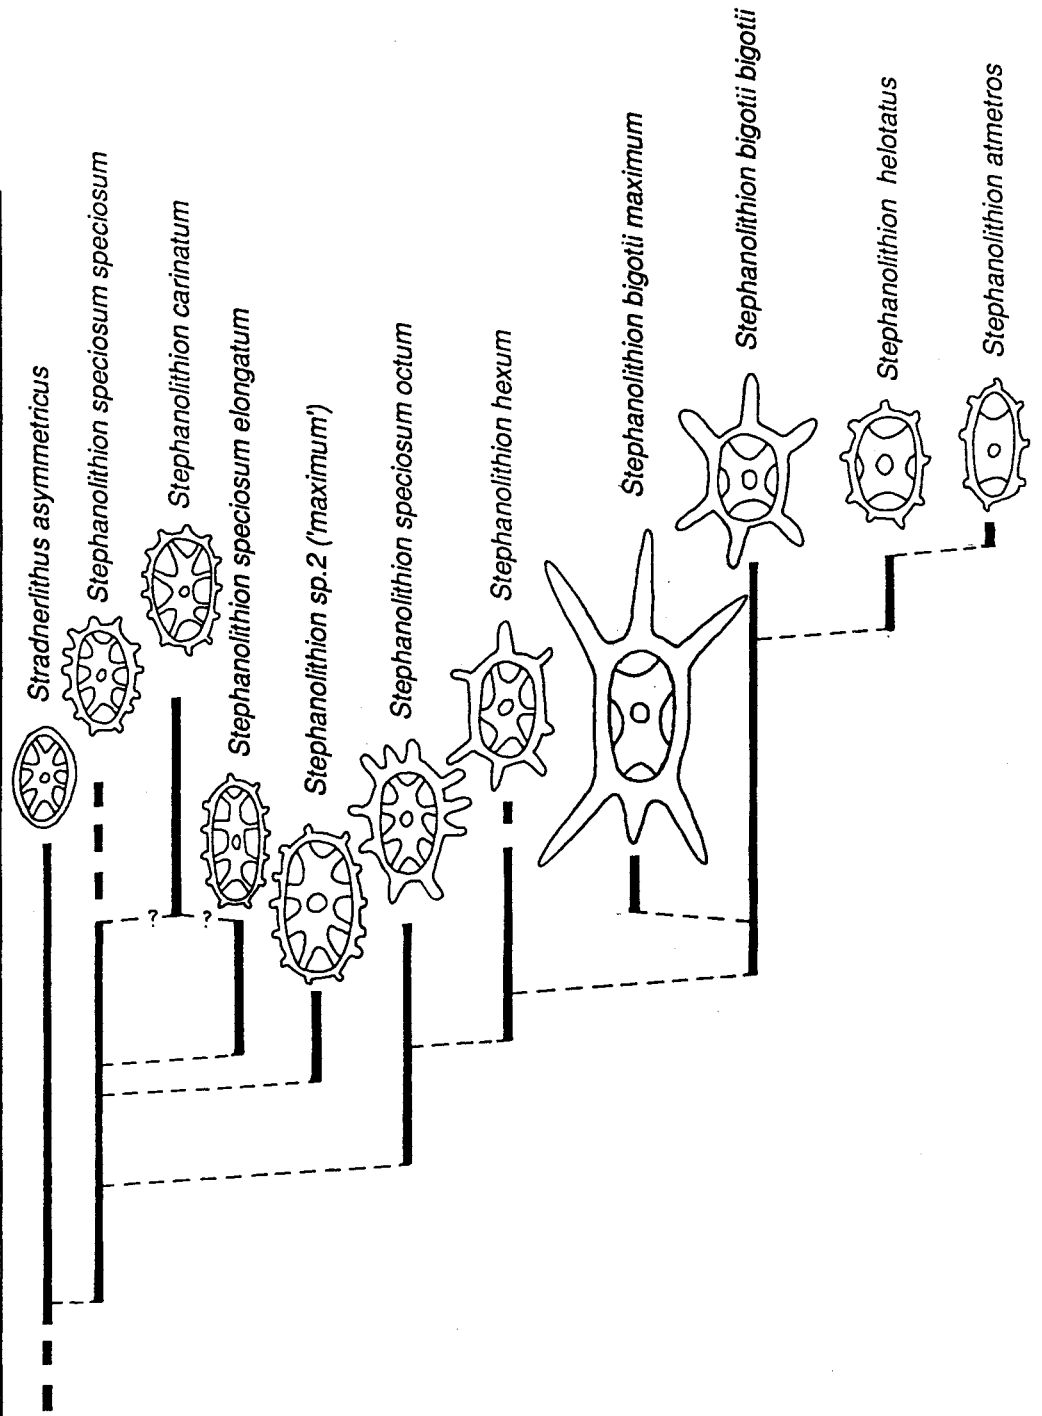 Stradnerlithus asymmetricus
Stephanolithion speciosum speciosum
Stephanolithion carinatum
Stephanolithion speciosum elongatum
Stephanolithion sp.2 ('maximum')
Stephanolithion speciosum octum
Stephanolithion hexum
Stephanolithion bigotii maximum
Stephanolithion bigotii bigotii
Stephanolithion helotatus
Stephanolithion atmetros
? ?